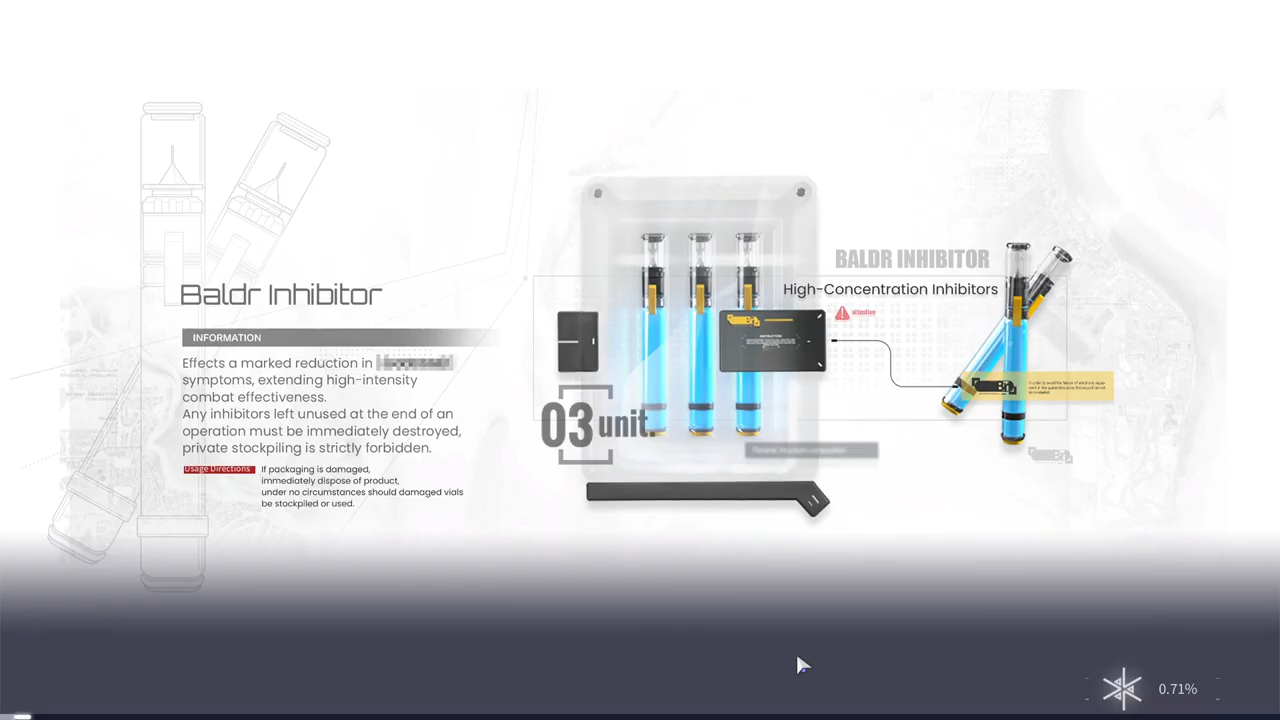 Baldr Inhibitor
INFORMATION
Effects a marked reduction in
symptoms, extending high-intensity
combat effectiveness.
Any inhibitors left unused at the end of an
operation must be immediately destroyed,
private stockpiling is strictly forbidden.
Usage Directions
If packaging is damaged,
immediately dispose of product,
under no circumstances should damaged vials
be stockpiled or used.
03 unit.
BALDR INHIBITOR
High-Concentration Inhibitors
attention
INSTRUCTION
0.71%